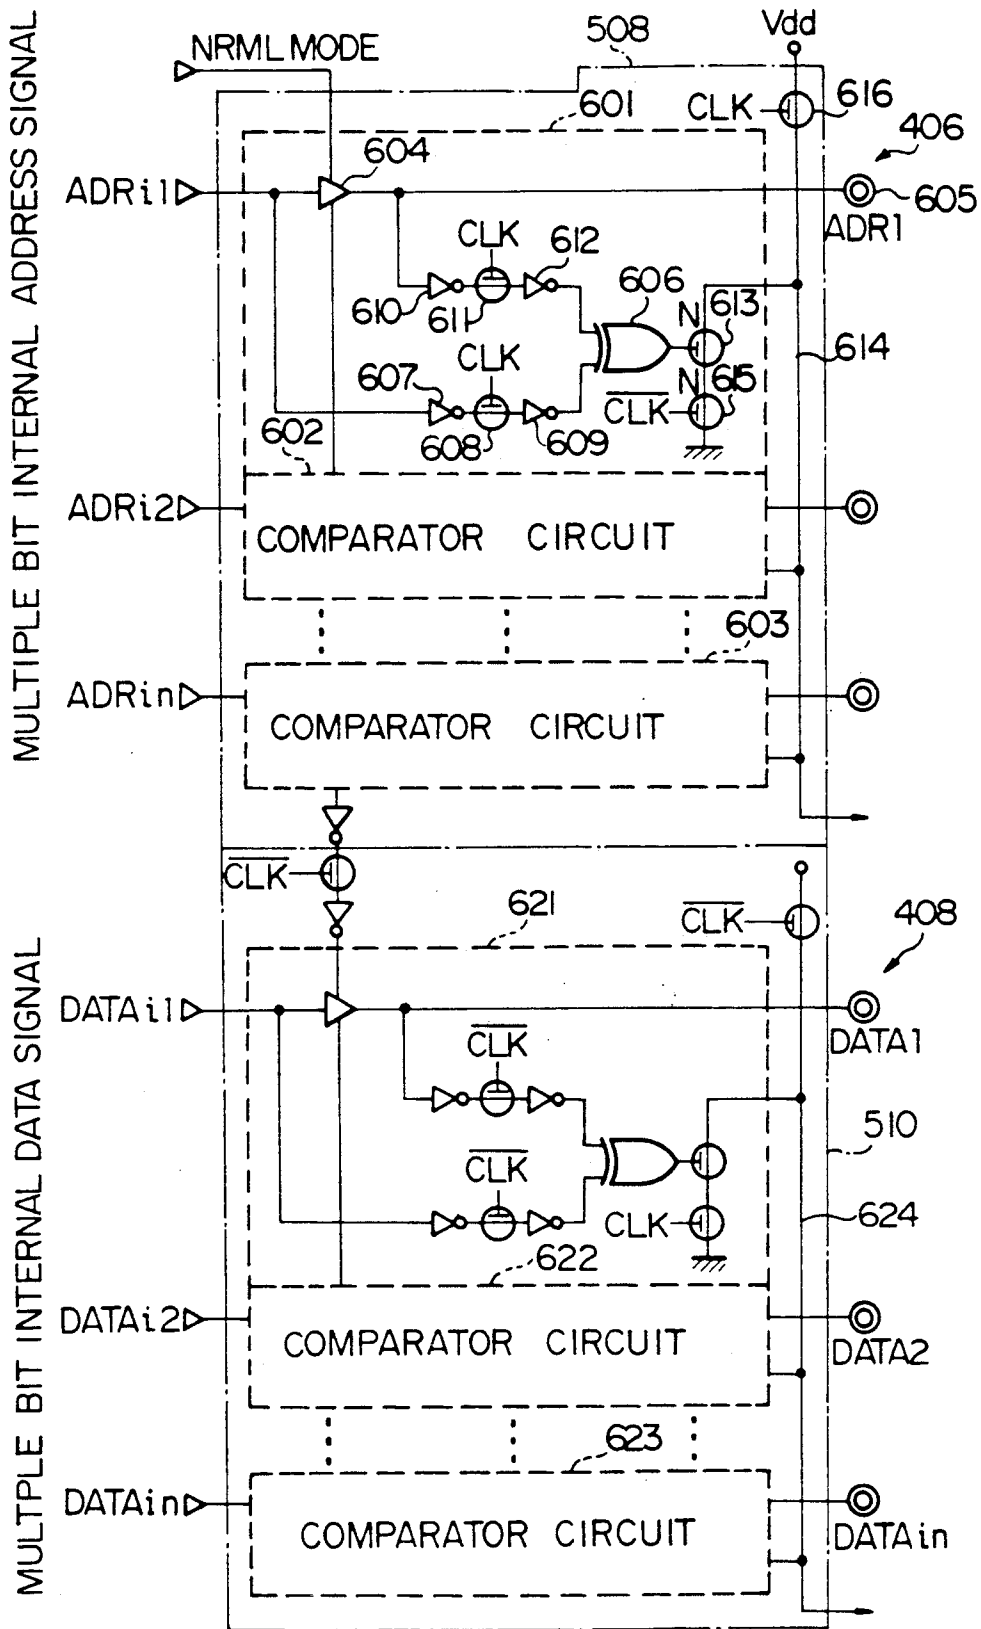 MULTIPLE BIT INTERNAL ADDRESS SIGNAL
NRML MODE
508
Vdd
CLK
616
601
406
604
ADRi1
605
ADR1
CLK
612
606
N
613
610
611
614
CLK
607
N
615
CLK
602
608
609
ADRi2
COMPARATOR CIRCUIT
603
ADRin
COMPARATOR CIRCUIT
CLK
MULTPLE BIT INTERNAL DATA SIGNAL
621
CLK
408
DATAi1
DATA1
CLK
510
CLK
CLK
624
622
DATAi2
COMPARATOR CIRCUIT
DATA2
623
DATAin
COMPARATOR CIRCUIT
DATAin